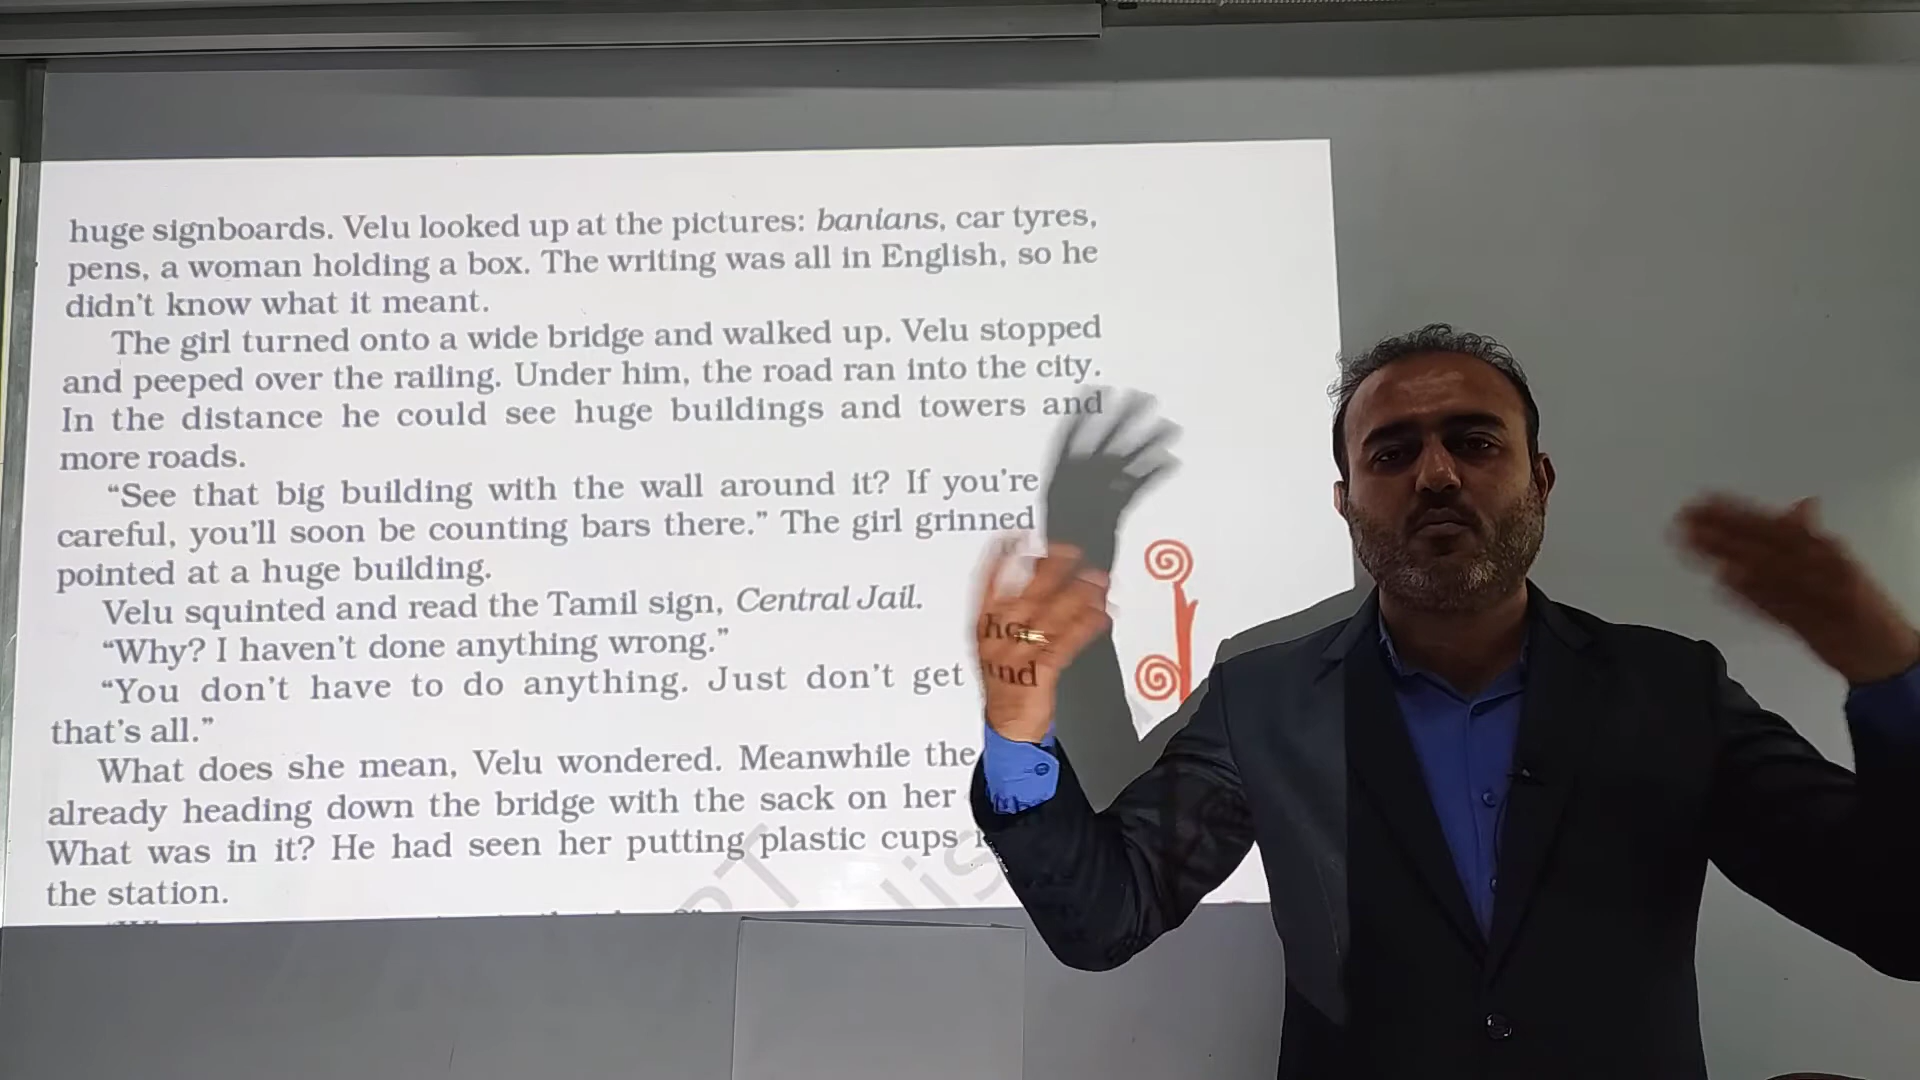 huge signboards. Velu looked up at the pictures: banians, car tyres,
pens, a woman holding a box. The writing was all in English, so he
didn't know what it meant.
The girl turned onto a wide bridge and walked up. Velu stopped
and peeped over the railing. Under him, the road ran into the city.
In the distance he could see huge buildings and towers and
more roads.
“See that big building with the wall around it? If you're
careful, you'll soon be counting bars there.” The girl grinned
pointed at a huge building.
Velu squinted and read the Tamil sign, Central Jail.
“Why? I haven't done anything wrong.”
“You don't have to do anything. Just don't get
that's all.”
What does she mean, Velu wondered. Meanwhile the
already heading down the bridge with the sack on her
What was in it? He had seen her putting plastic cups
the station.